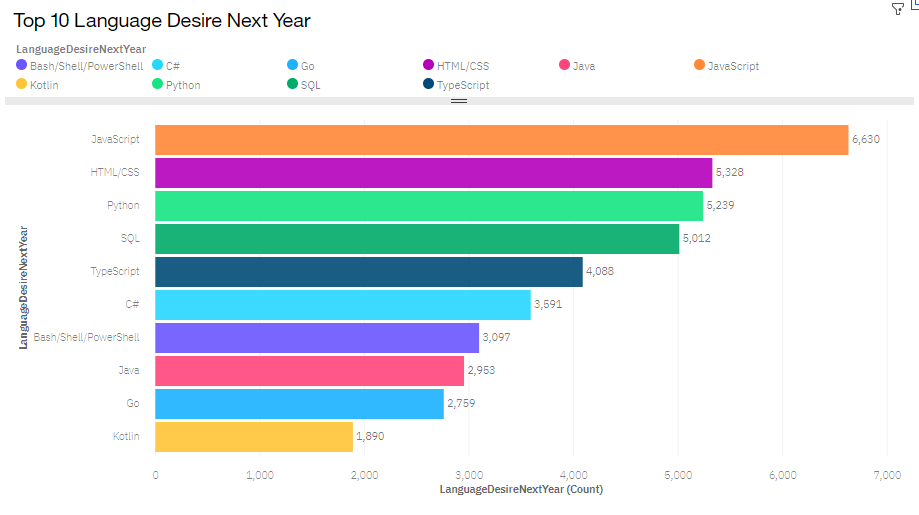 Top 10 Language Desire Next Year
LanguageDesireNextYear
Bash/Shell/PowerShell C# Go HTML/CSS Java JavaScript
Kotlin Python SQL TypeScript
LanguageDesireNextYear
JavaScript 6,630
HTML/CSS 5,328
Python 5,239
SQL 5,012
TypeScript 4,088
C# 3,591
Bash/Shell/PowerShell 3,097
Java 2,953
Go 2,759
Kotlin 1,890
0 1,000 2,000 3,000 4,000 5,000 6,000 7,000
LanguageDesireNextYear (Count)